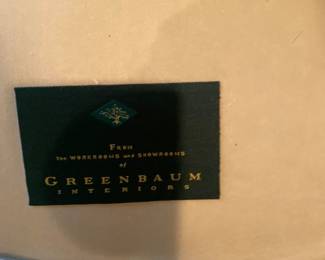 From
The Workrooms and Showrooms
of
GREENBAUM
INTERIORS